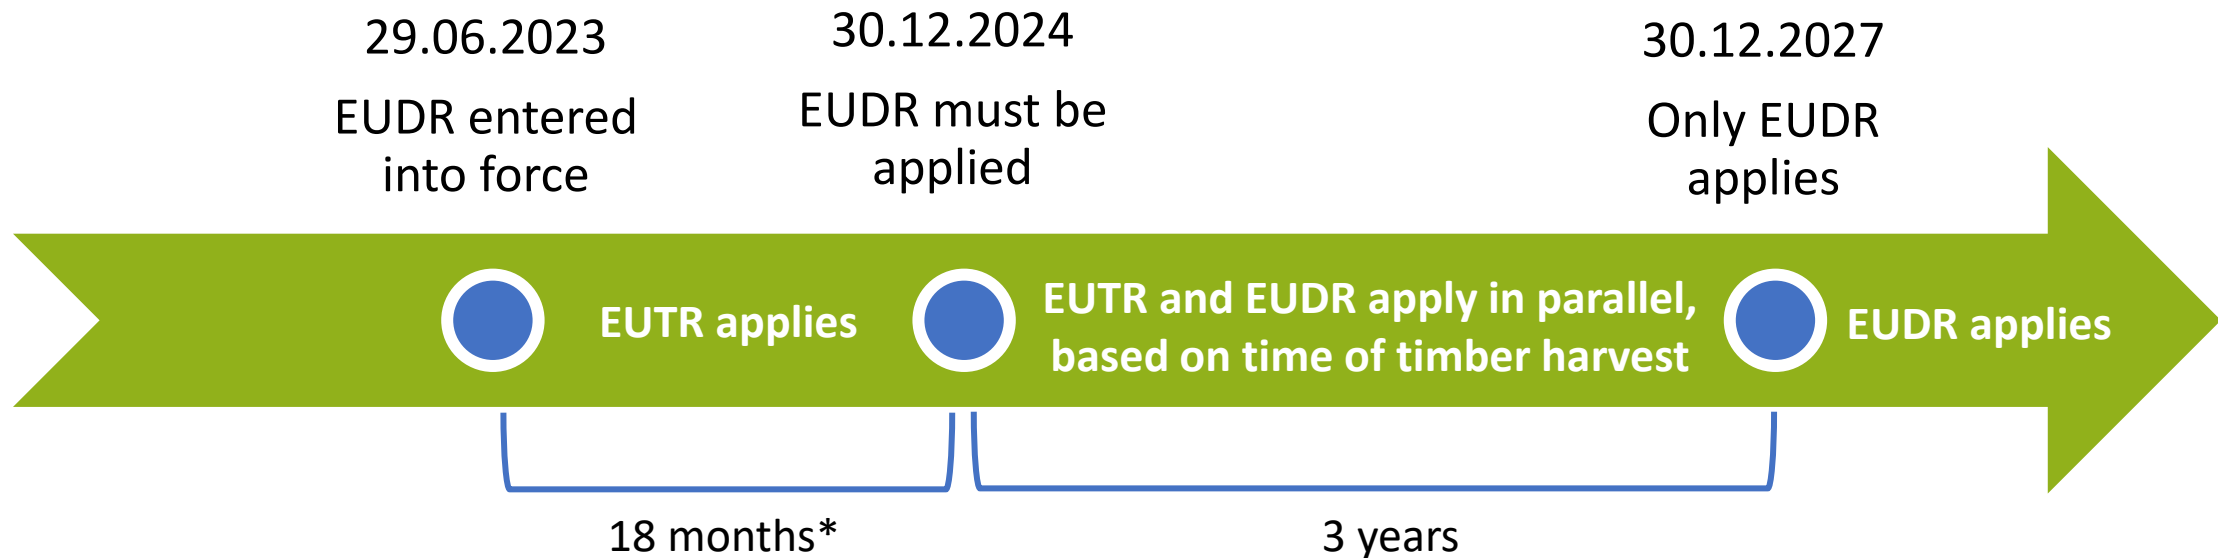 29.06.2023
EUDR entered
into force
30.12.2024
EUDR must be
applied
30.12.2027
Only EUDR
applies
EUTR applies
EUTR and EUDR apply in parallel,
based on time of timber harvest
EUDR applies
18 months*
3 years